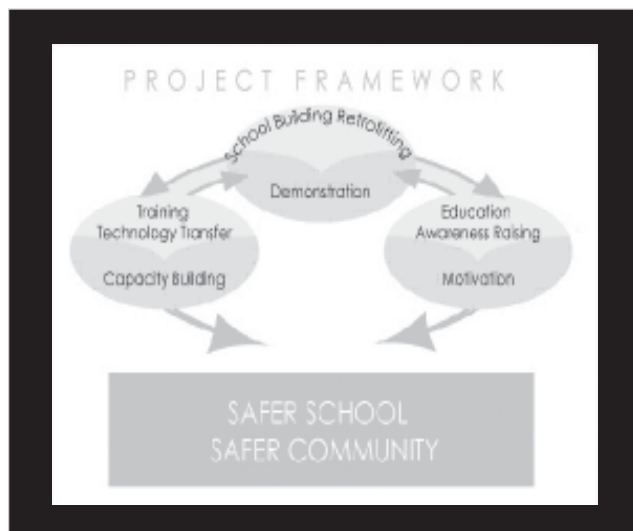 PROJECT FRAMEWORK
School Building Retrofitting
Demonstration
Training
Technology Transfer
Capacity Building
Education
Awareness Raising
Motivation
SAFER SCHOOL
SAFER COMMUNITY